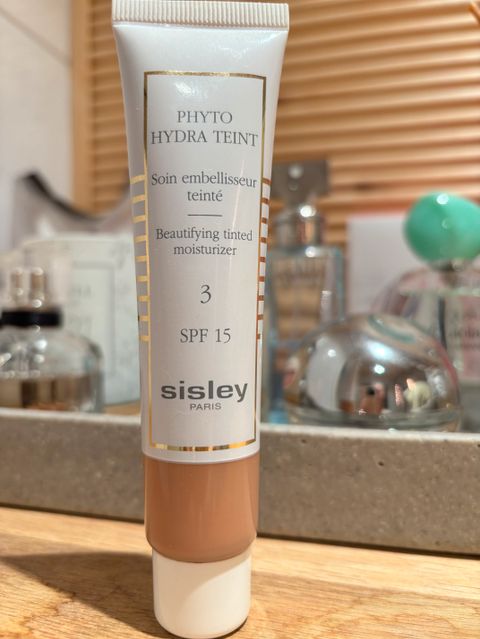 PHYTO
HYDRA TEINT
Soin embellisseur
teinté
Beautifying tinted
moisturizer
3
SPF 15
sisley
PARIS